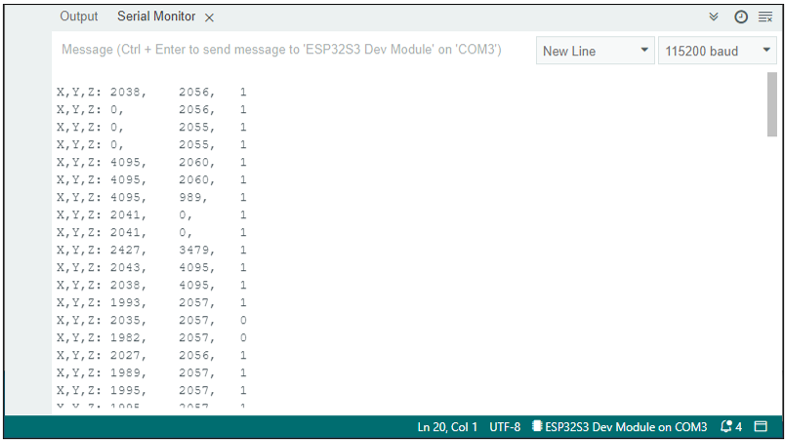 Output Serial Monitor ×
Message (Ctrl + Enter to send message to 'ESP32S3 Dev Module' on 'COM3') New Line 115200 baud
X,Y,Z: 2038, 2056, 1
X,Y,Z: 0, 2056, 1
X,Y,Z: 0, 2055, 1
X,Y,Z: 0, 2055, 1
X,Y,Z: 4095, 2060, 1
X,Y,Z: 4095, 2060, 1
X,Y,Z: 4095, 989, 1
X,Y,Z: 2041, 0, 1
X,Y,Z: 2041, 0, 1
X,Y,Z: 2427, 3479, 1
X,Y,Z: 2043, 4095, 1
X,Y,Z: 2038, 4095, 1
X,Y,Z: 1993, 2057, 1
X,Y,Z: 2035, 2057, 0
X,Y,Z: 1982, 2057, 0
X,Y,Z: 2027, 2056, 1
X,Y,Z: 1989, 2057, 1
X,Y,Z: 1995, 2057, 1
X,Y,Z: 1995, 2057, 1
Ln 20, Col 1 UTF-8 ESP32S3 Dev Module on COM3 4